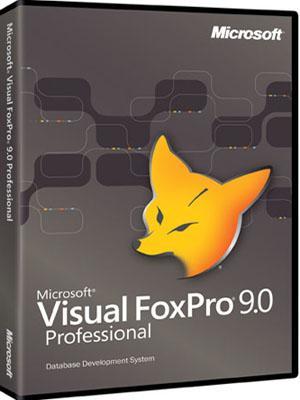 Microsoft
Microsoft® Visual FoxPro® 9.0 Professional
Microsoft®
Visual FoxPro® 9.0
Professional
Database Development System
Microsoft